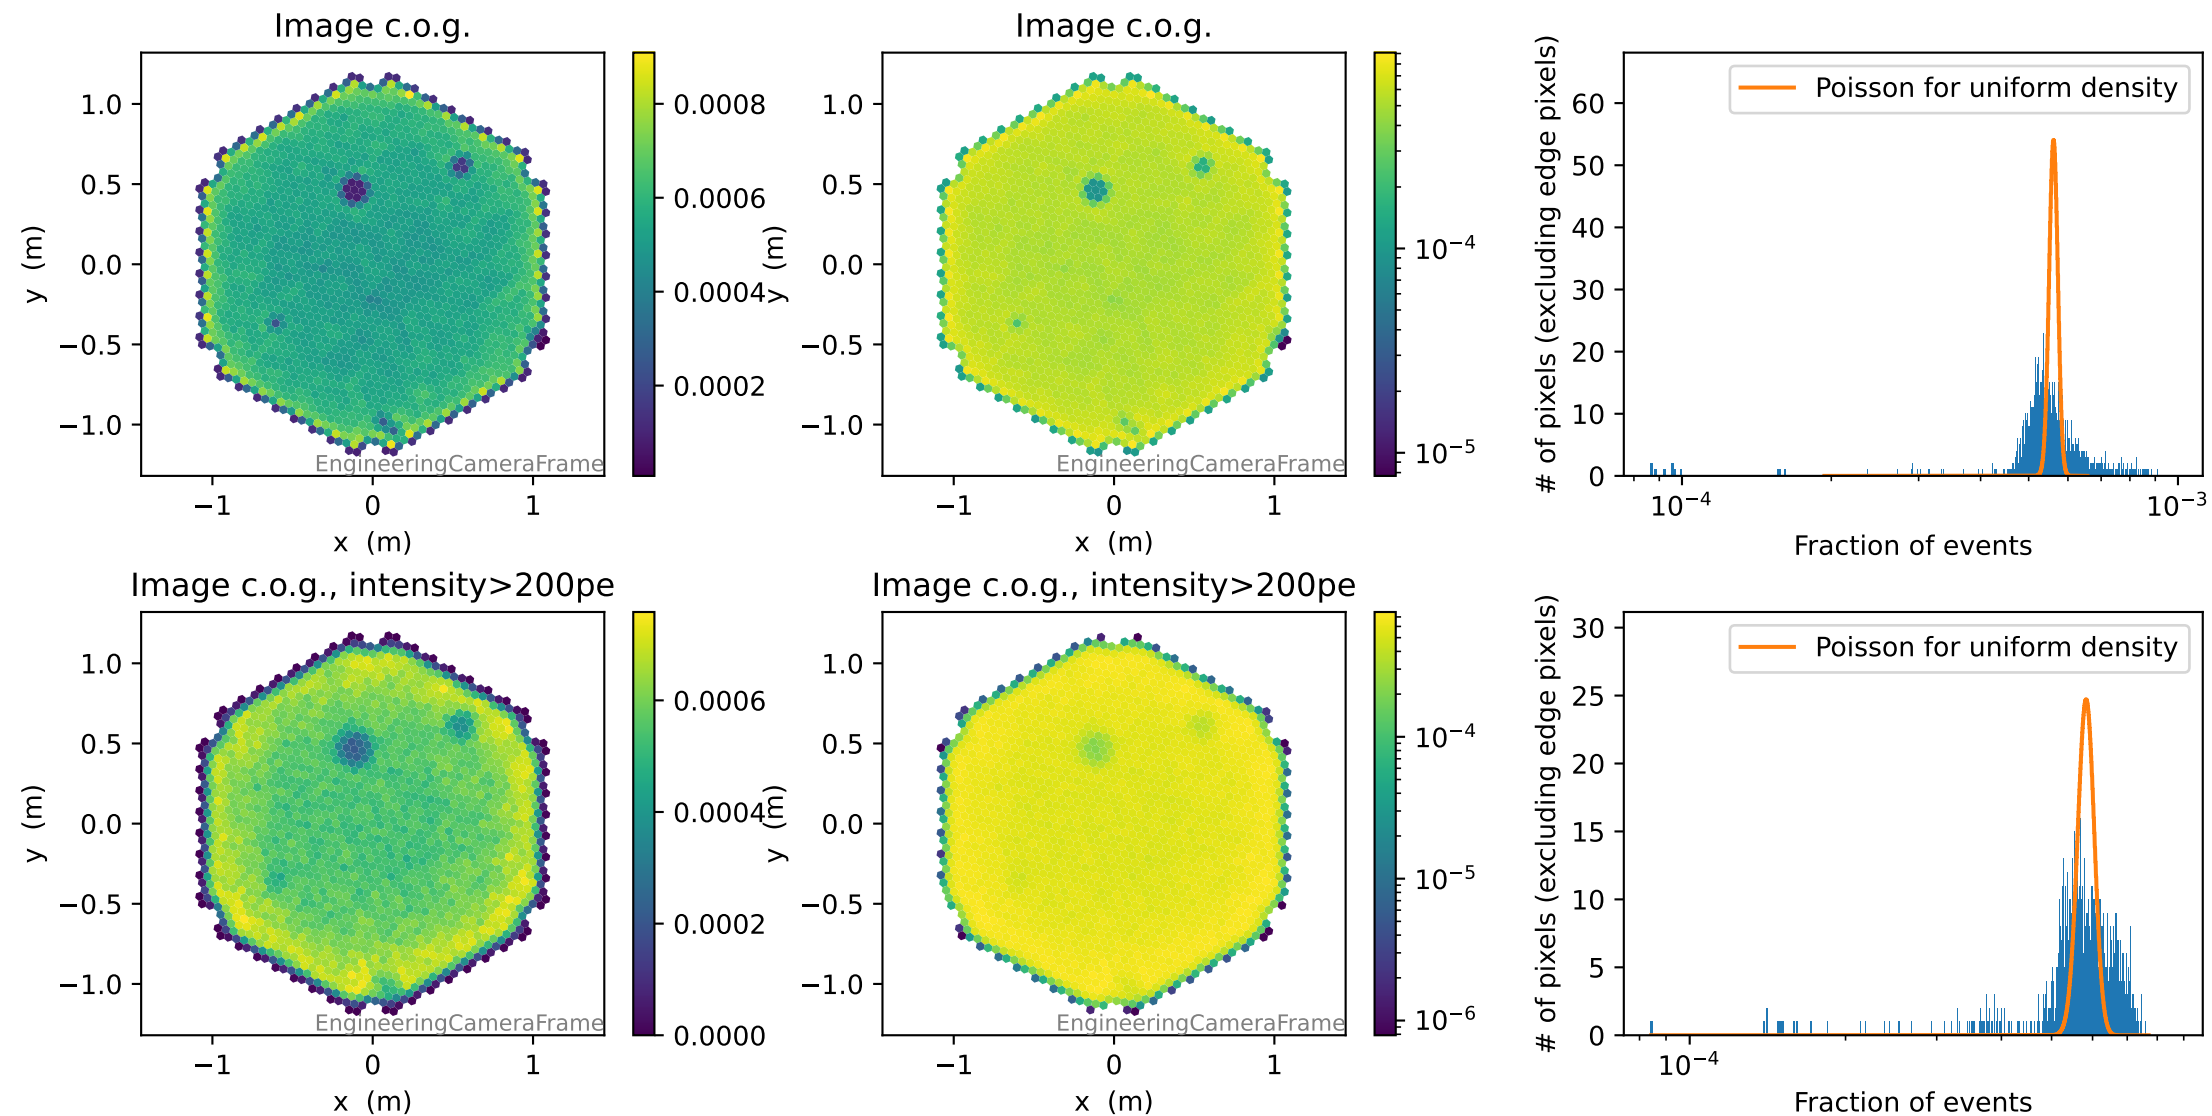 Image c.o.g.
1.0
0.5
0.0
−0.5
−1.0
y (m)
−1
0
1
x (m)
EngineeringCameraFrame
0.0008
0.0006
0.0004
0.0002
Image c.o.g.
1.0
0.5
0.0
−0.5
−1.0
y (m)
−1
0
1
x (m)
EngineeringCameraFrame
10−4
10−5
# of pixels (excluding edge pixels)
60
50
40
30
20
10
0
Poisson for uniform density
10−4
10−3
Fraction of events
Image c.o.g., intensity>200pe
1.0
0.5
0.0
−0.5
−1.0
y (m)
−1
0
1
x (m)
EngineeringCameraFrame
0.0006
0.0004
0.0002
0.0000
Image c.o.g., intensity>200pe
1.0
0.5
0.0
−0.5
−1.0
y (m)
−1
0
1
x (m)
EngineeringCameraFrame
10−4
10−5
10−6
# of pixels (excluding edge pixels)
30
25
20
15
10
5
0
Poisson for uniform density
10−4
Fraction of events